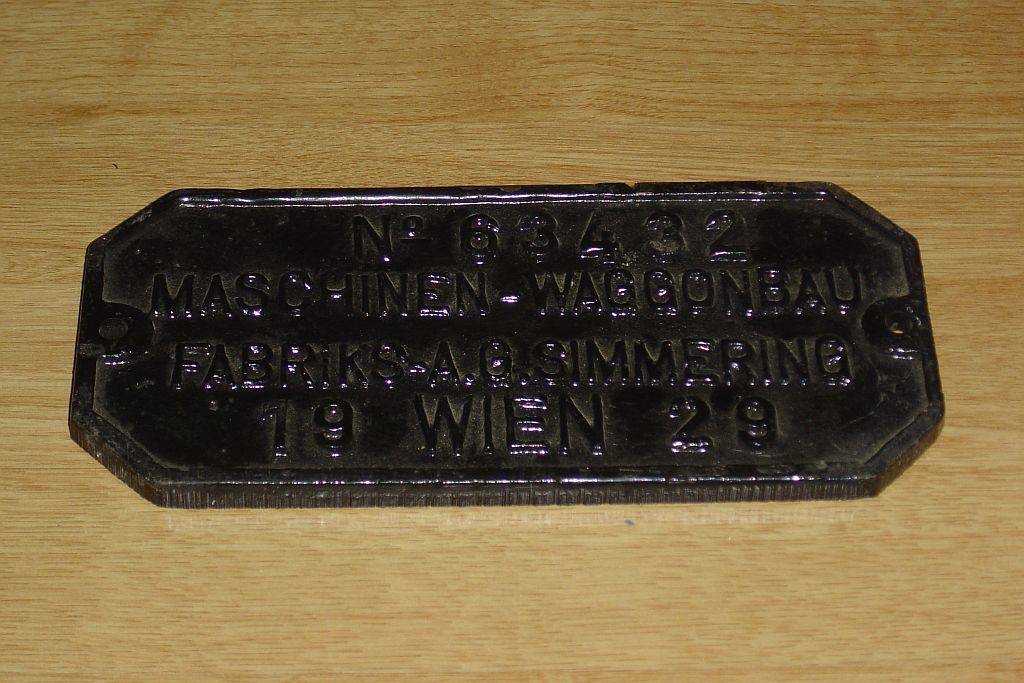 Nº 63432
MASCHINEN-WAGGONBAU
FABRIKS-A.G.SIMMERING
19 WIEN 29